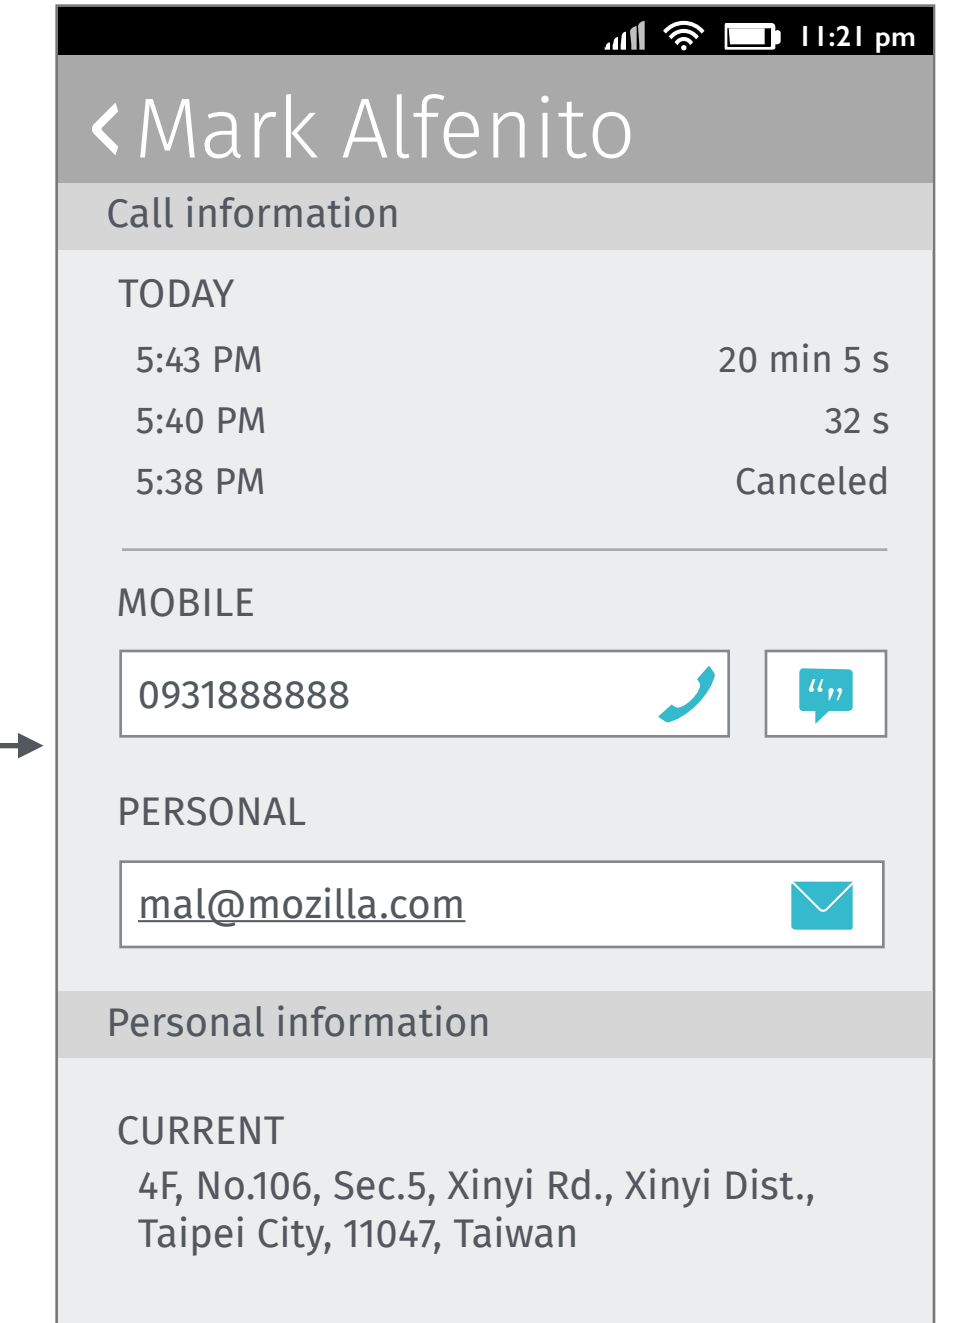 11:21 pm
Mark Alfenito
Call information
TODAY
5:43 PM 20 min 5 s
5:40 PM 32 s
5:38 PM Canceled
MOBILE
0931888888
PERSONAL
mal@mozilla.com
Personal information
CURRENT
4F, No.106, Sec.5, Xinyi Rd., Xinyi Dist.,
Taipei City, 11047, Taiwan